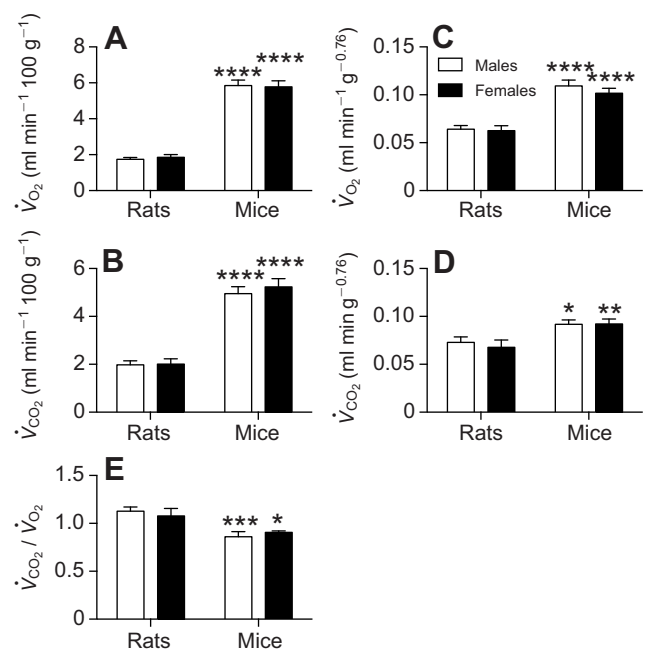 A
V̇O2 (ml min−1 100 g−1)
8
6
4
2
0
****
****
Rats
Mice
C
V̇O2 (ml min−1 g−0.76)
0.15
0.10
0.05
0
****
****
Males
Females
Rats
Mice
B
V̇CO2 (ml min−1 100 g−1)
6
4
2
0
****
****
Rats
Mice
D
V̇CO2 (ml min g−0.76)
0.15
0.10
0.05
0
*
**
Rats
Mice
E
V̇CO2 / V̇O2
1.5
1.0
0.5
0
***
*
Rats
Mice